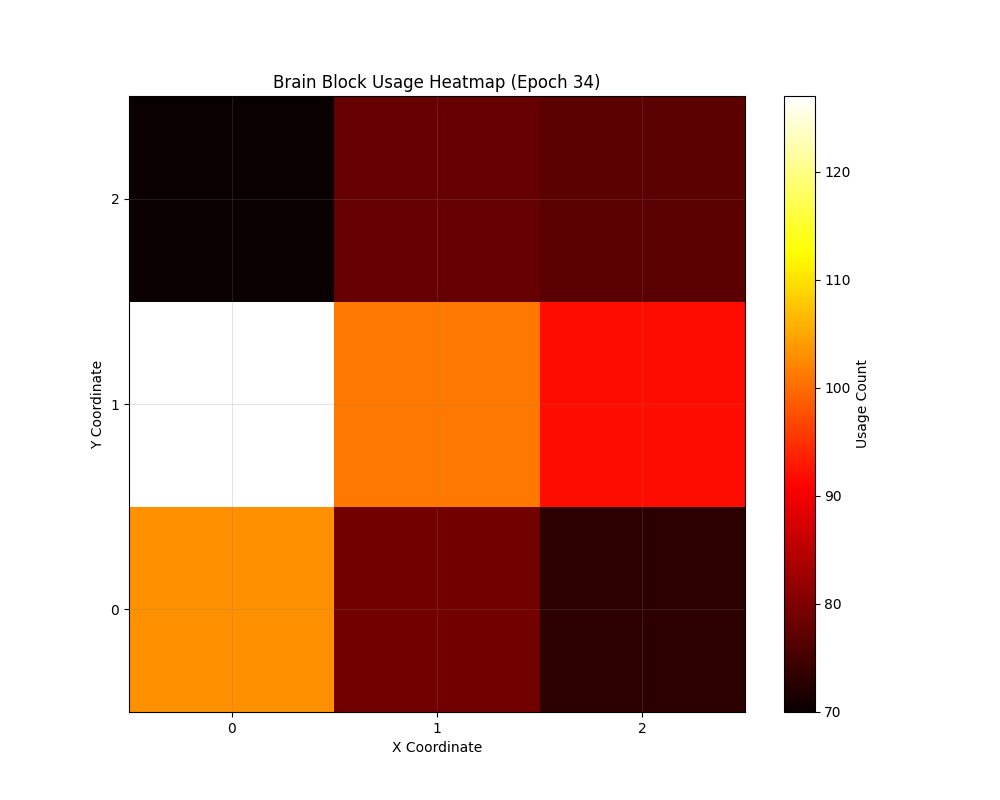 Brain Block Usage Heatmap (Epoch 34)
Y Coordinate
2
1
0
0 1 2
X Coordinate
120
110
100
90
80
70
Usage Count